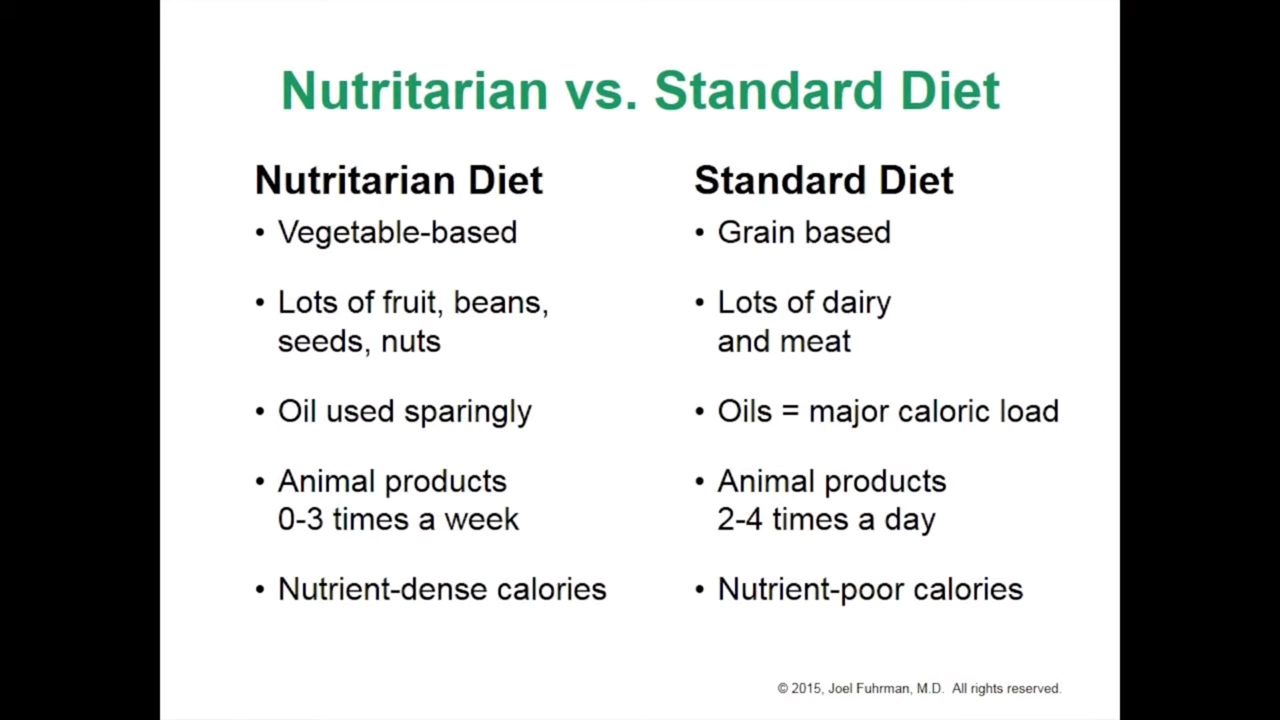 Nutritarian vs. Standard Diet
Nutritarian Diet
• Vegetable-based
• Lots of fruit, beans,
seeds, nuts
• Oil used sparingly
• Animal products
0-3 times a week
• Nutrient-dense calories
Standard Diet
• Grain based
• Lots of dairy
and meat
• Oils = major caloric load
• Animal products
2-4 times a day
• Nutrient-poor calories
© 2015, Joel Fuhrman, M.D. All rights reserved.